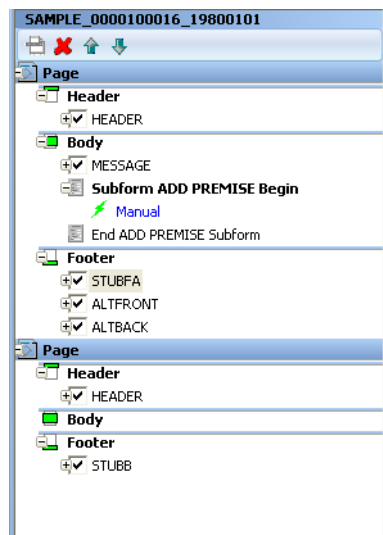 SAMPLE_0000100016_19800101
Page
Header
HEADER
Body
MESSAGE
Subform ADD PREMISE Begin
Manual
End ADD PREMISE Subform
Footer
STUBFA
ALTFRONT
ALTBACK
Page
Header
HEADER
Body
Footer
STUBB